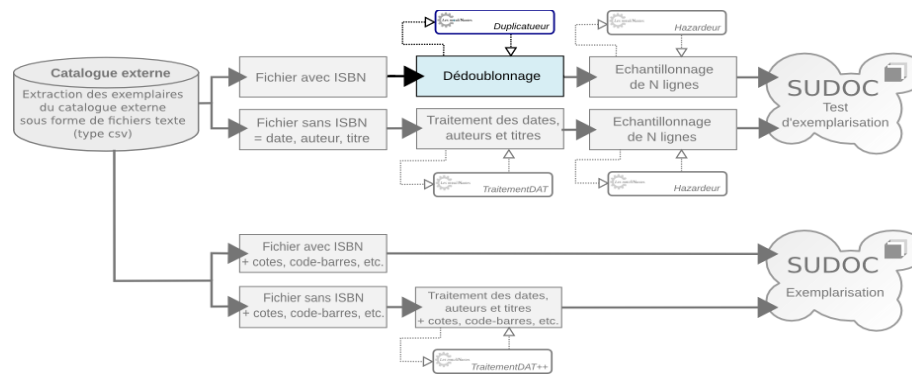 Duplicatueur
Hazardeur
Catalogue externe
Extraction des exemplaires
du catalogue externe
sous forme de fichiers texte
(type csv)
Fichier avec ISBN
Dédoublonnage
Echantillonnage
de N lignes
SUDOC
Test
d'exemplarisation
Fichier sans ISBN
= date, auteur, titre
Traitement des dates,
auteurs et titres
Echantillonnage
de N lignes
TraitementDAT
Hazardeur
Fichier avec ISBN
+ cotes, code-barres, etc.
SUDOC
Exemplarisation
Fichier sans ISBN
+ cotes, code-barres, etc.
Traitement des dates,
auteurs et titres
+ cotes, code-barres, etc.
TraitementDAT++